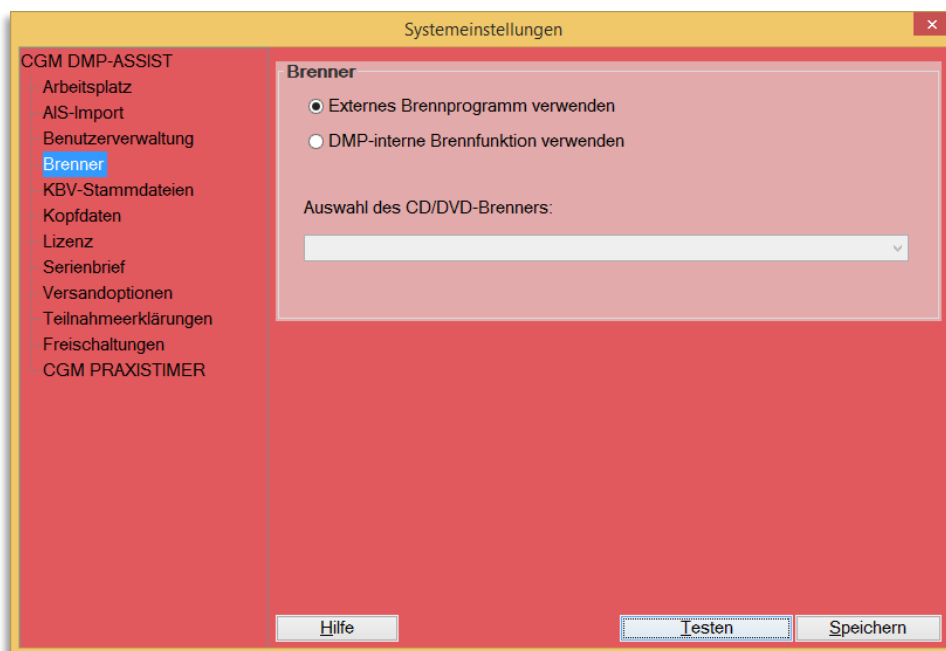 Systemeinstellungen
CGM DMP-ASSIST
Arbeitsplatz
AIS-Import
Benutzerverwaltung
Brenner
KBV-Stammdateien
Kopfdaten
Lizenz
Serienbrief
Versandoptionen
Teilnahmeerklärungen
Freischaltungen
CGM PRAXISTIMER
Brenner
Externes Brennprogramm verwenden
DMP-interne Brennfunktion verwenden
Auswahl des CD/DVD-Brenners:
Hilfe
Testen
Speichern